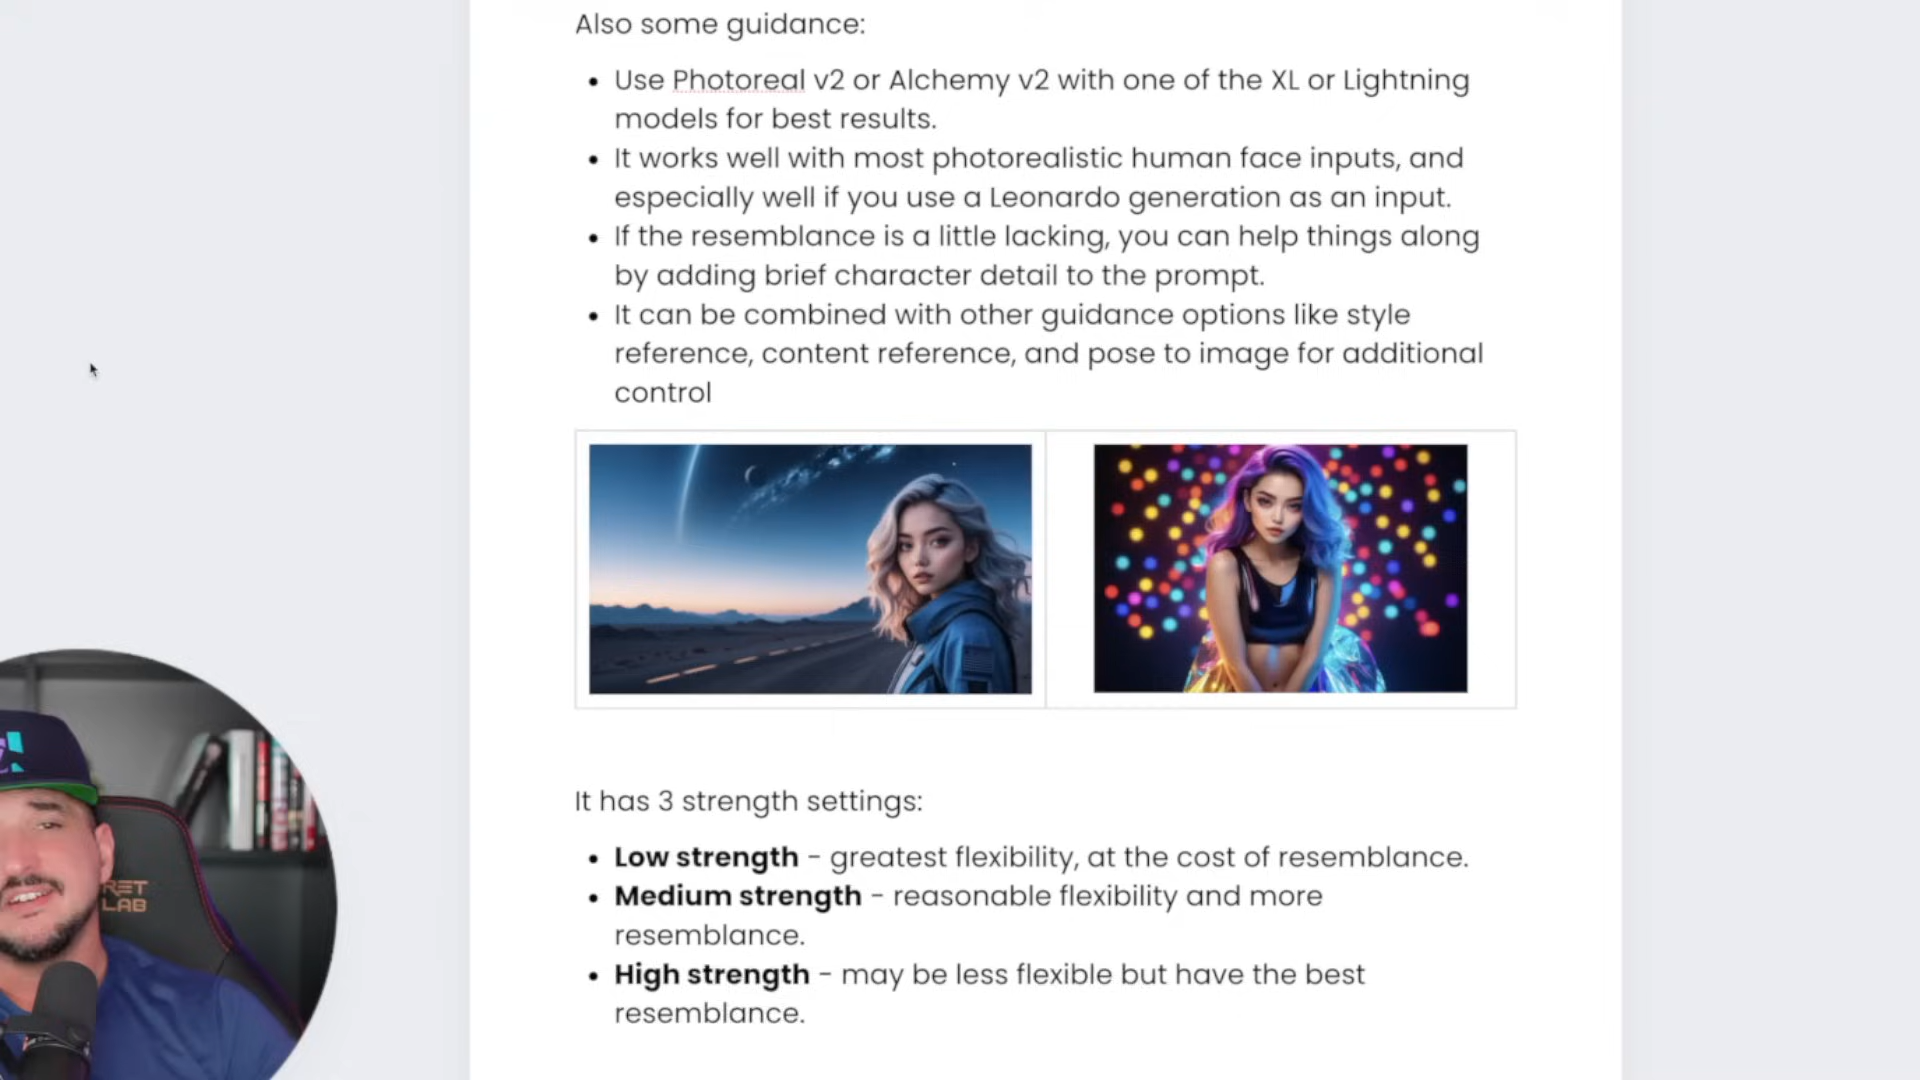 Also some guidance:
• Use Photoreal v2 or Alchemy v2 with one of the XL or Lightning
models for best results.
• It works well with most photorealistic human face inputs, and
especially well if you use a Leonardo generation as an input.
• If the resemblance is a little lacking, you can help things along
by adding brief character detail to the prompt.
• It can be combined with other guidance options like style
reference, content reference, and pose to image for additional
control
It has 3 strength settings:
• Low strength - greatest flexibility, at the cost of resemblance.
• Medium strength - reasonable flexibility and more
resemblance.
• High strength - may be less flexible but have the best
resemblance.
RET
LAB